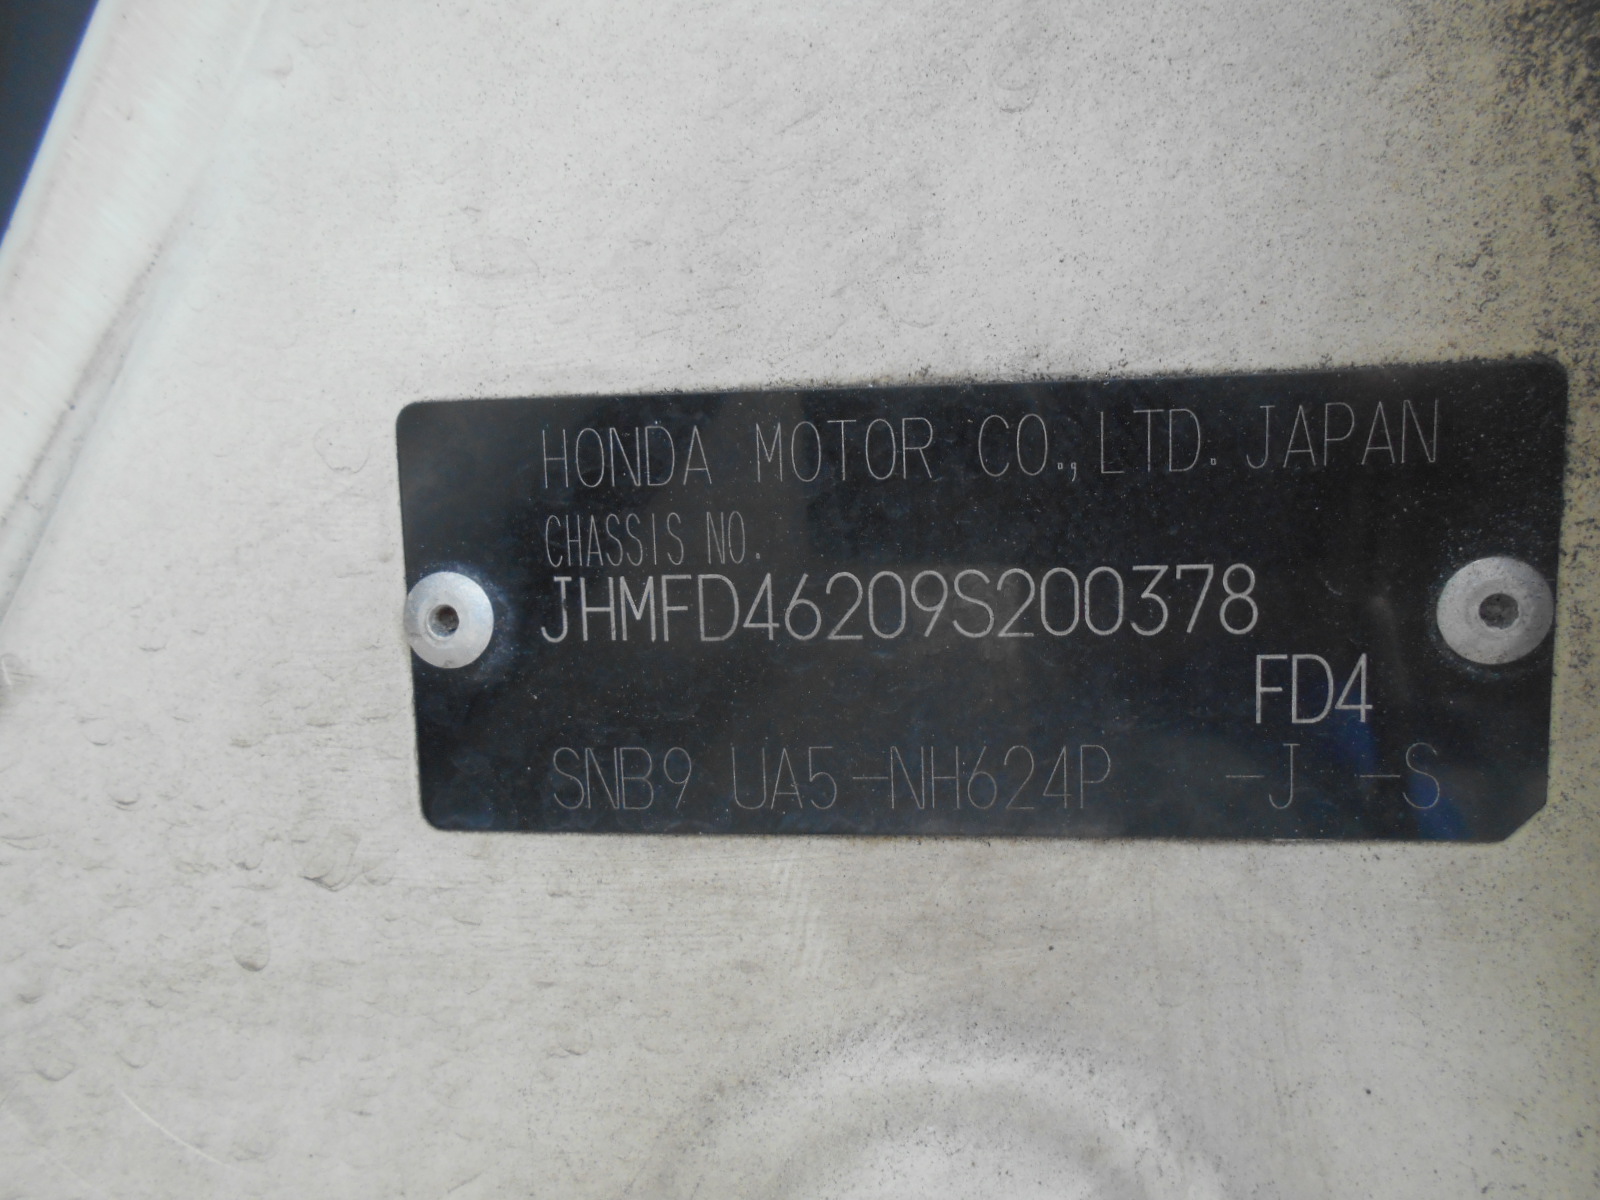 HONDA MOTOR CO., LTD. JAPAN
CHASSIS NO.
JHMFD46209S200378
FD4
SNB9 UA5-NH624P -J -S